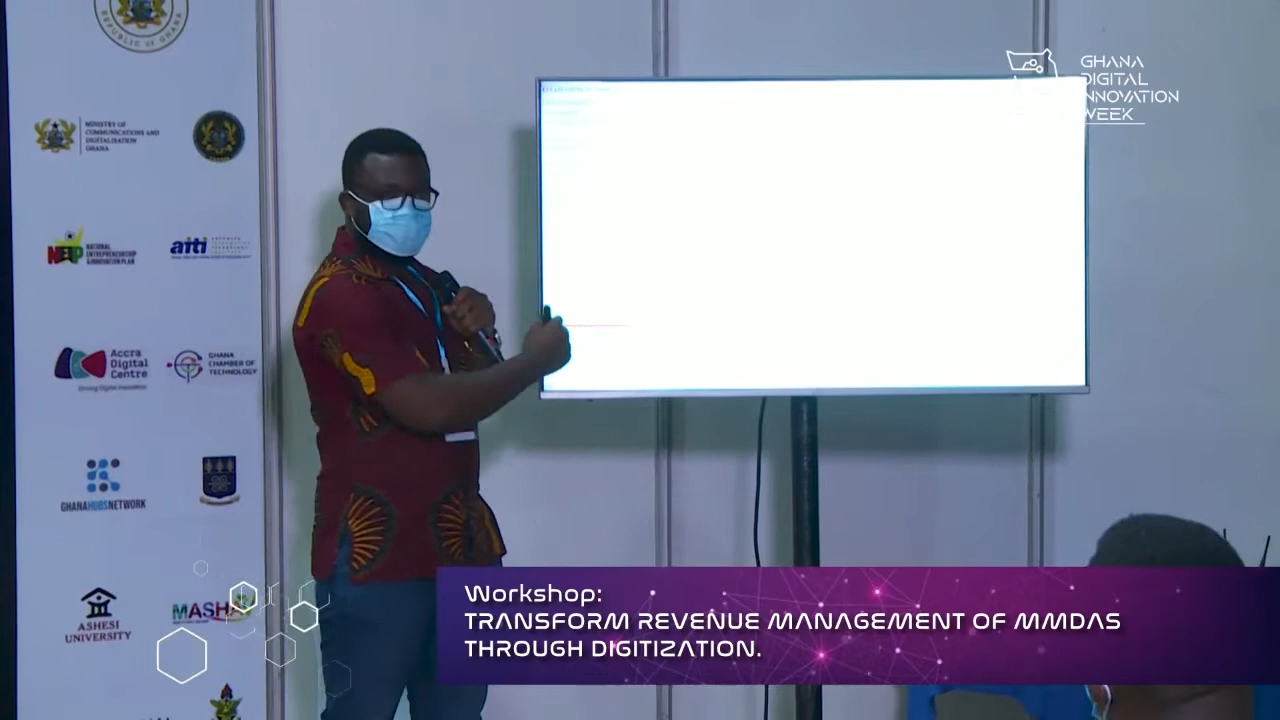 REPUBLIC OF GHANA
GHANA
DIGITAL
INNOVATION
WEEK
MINISTRY OF
COMMUNICATIONS AND
DIGITALISATION
GHANA
NATIONAL
ENTREPRENEURSHIP
&INNOVATION PLAN
aiti
Accra
Digital
Centre
GHANA
CHAMBER OF
TECHNOLOGY
GHANAHUBSNETWORK
ASHESI
UNIVERSITY
MASHAV
Workshop:
TRANSFORM REVENUE MANAGEMENT OF MMDAS
THROUGH DIGITIZATION.